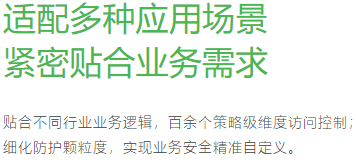 适配多种应用场景
紧密贴合业务需求
贴合不同行业业务逻辑，百余个策略级维度访问控制；
细化防护颗粒度，实现业务安全精准自定义。